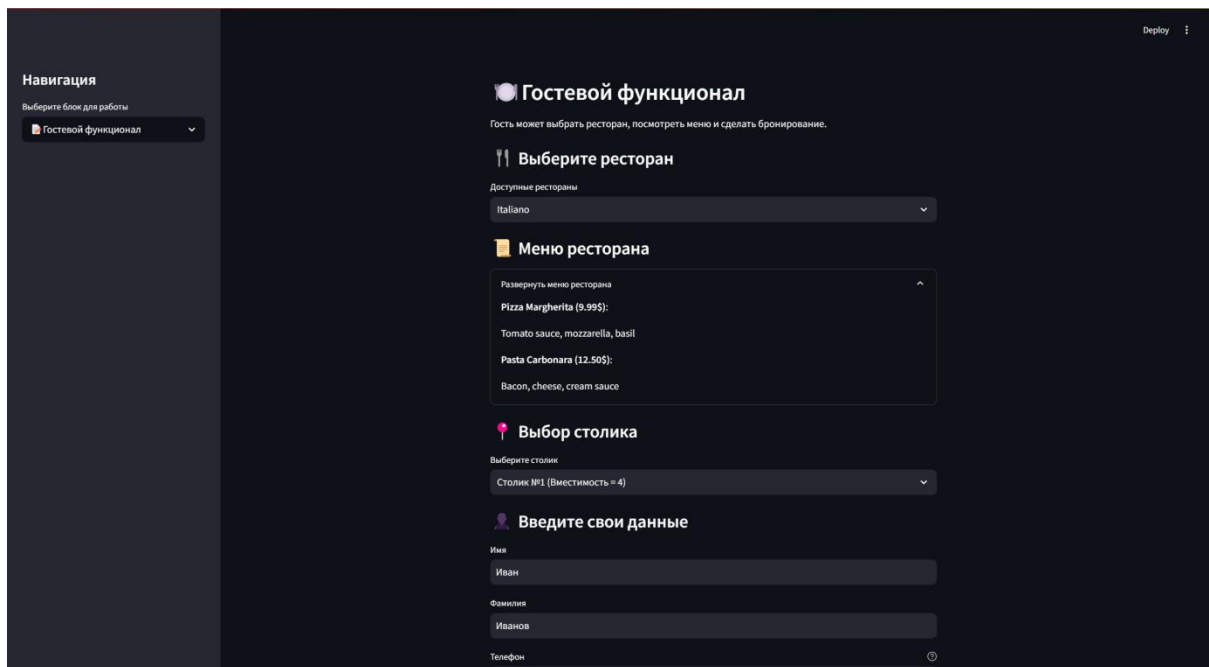 Deploy
Навигация
Выберите блок для работы
Гостевой функционал
Гостевой функционал
Гость может выбрать ресторан, посмотреть меню и сделать бронирование.
Выберите ресторан
Доступные рестораны
Italiano
Меню ресторана
Развернуть меню ресторана
Pizza Margherita (9.99$):
Tomato sauce, mozzarella, basil
Pasta Carbonara (12.50$):
Bacon, cheese, cream sauce
Выбор столика
Выберите столик
Столик №1 (Вместимость = 4)
Введите свои данные
Имя
Иван
Фамилия
Иванов
Телефон